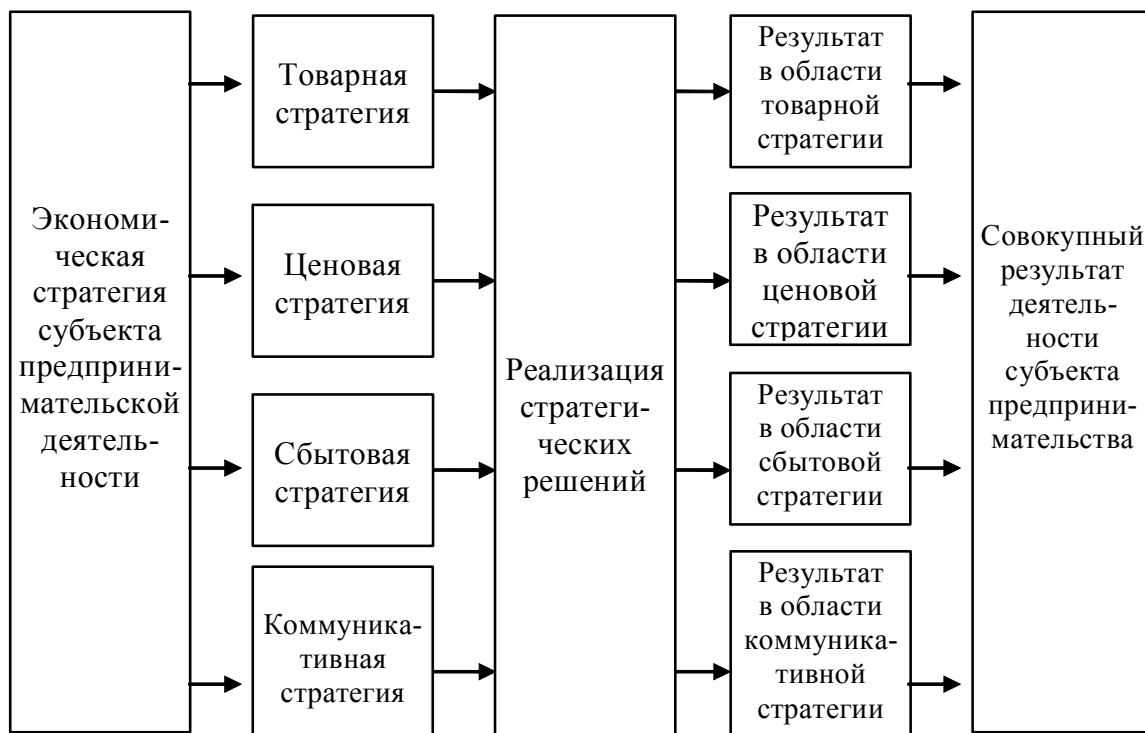 Экономи-
ческая
стратегия
субъекта
предприни-
мательской
деятель-
ности
Товарная
стратегия
Ценовая
стратегия
Сбытовая
стратегия
Коммуника-
тивная
стратегия
Реализация
стратеги-
ческих
решений
Результат
в области
товарной
стратегии
Результат
в области
ценовой
стратегии
Результат
в области
сбытовой
стратегии
Результат
в области
коммуника-
тивной
стратегии
Совокупный
результат
деятель-
ности
субъекта
предприни-
мательства